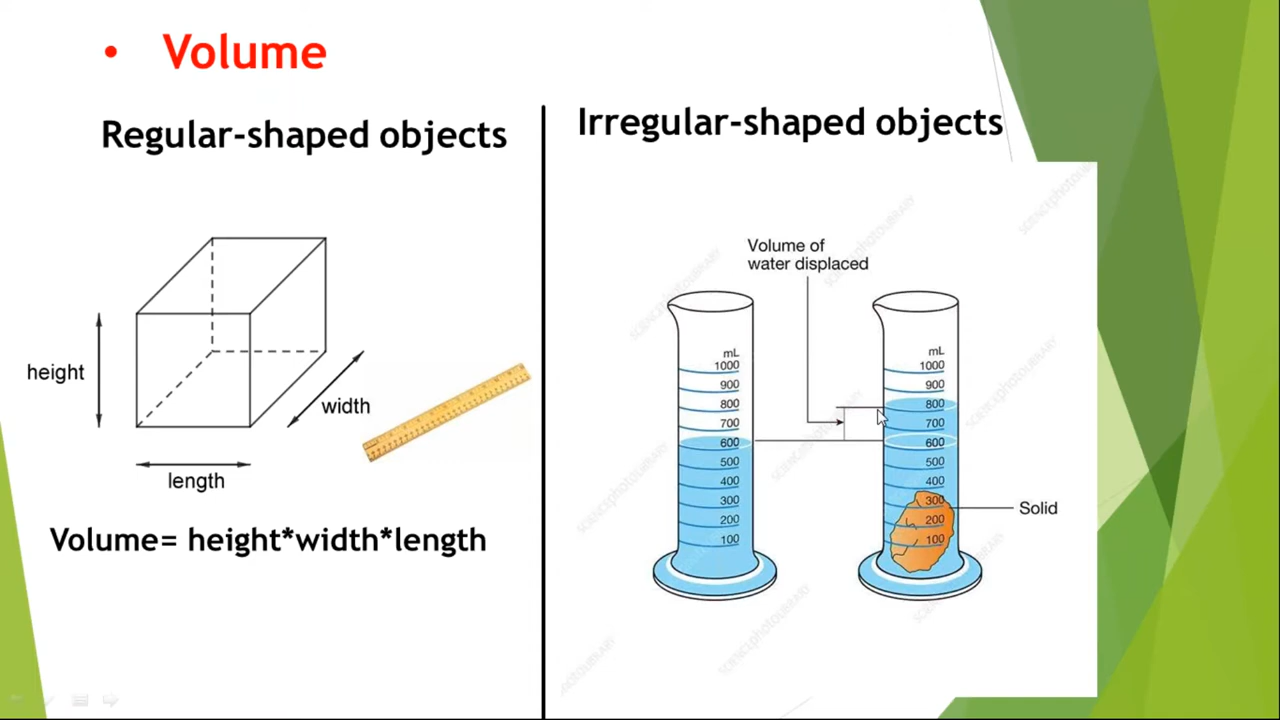 • Volume
Regular-shaped objects
height
width
length
Volume= height*width*length
Irregular-shaped objects
Volume of
water displaced
mL
1000
900
800
700
600
500
400
300
200
100
mL
1000
900
800
700
600
500
400
300
200
100
Solid